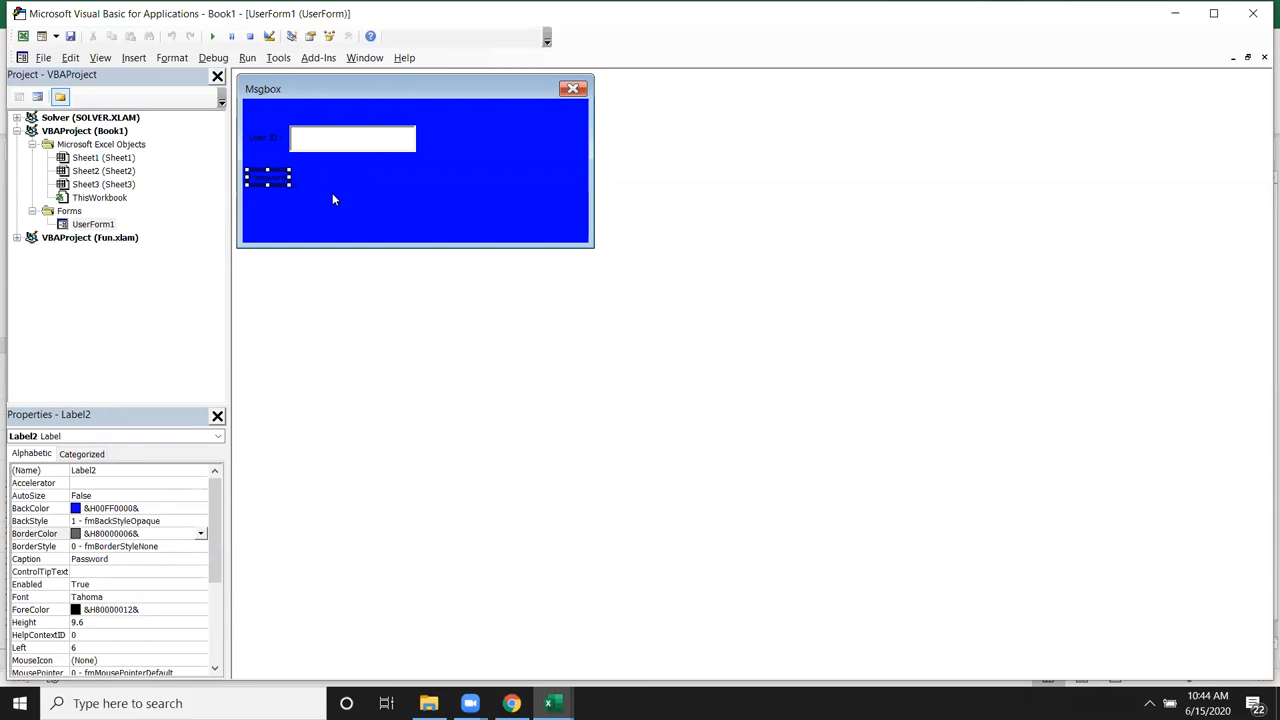 Microsoft Visual Basic for Applications - Book1 - [UserForm1 (UserForm)]
File Edit View Insert Format Debug Run Tools Add-Ins Window Help
Project - VBAProject
Solver (SOLVER.XLAM)
VBAProject (Book1)
Microsoft Excel Objects
Sheet1 (Sheet1)
Sheet2 (Sheet2)
Sheet3 (Sheet3)
ThisWorkbook
Forms
UserForm1
VBAProject (Fun.xlam)
Msgbox
User ID
Properties - Label2
Label2 Label
Alphabetic Categorized
(Name) Label2
Accelerator
AutoSize False
BackColor &H00FF0000&
BackStyle 1 - fmBackStyleOpaque
BorderColor &H80000006&
BorderStyle 0 - fmBorderStyleNone
Caption Password
ControlTipText
Enabled True
Font Tahoma
ForeColor &H80000012&
Height 9.6
HelpContextID 0
Left 6
MouseIcon (None)
MousePointer 0 - fmMousePointerDefault
Type here to search
10:44 AM
6/15/2020
22